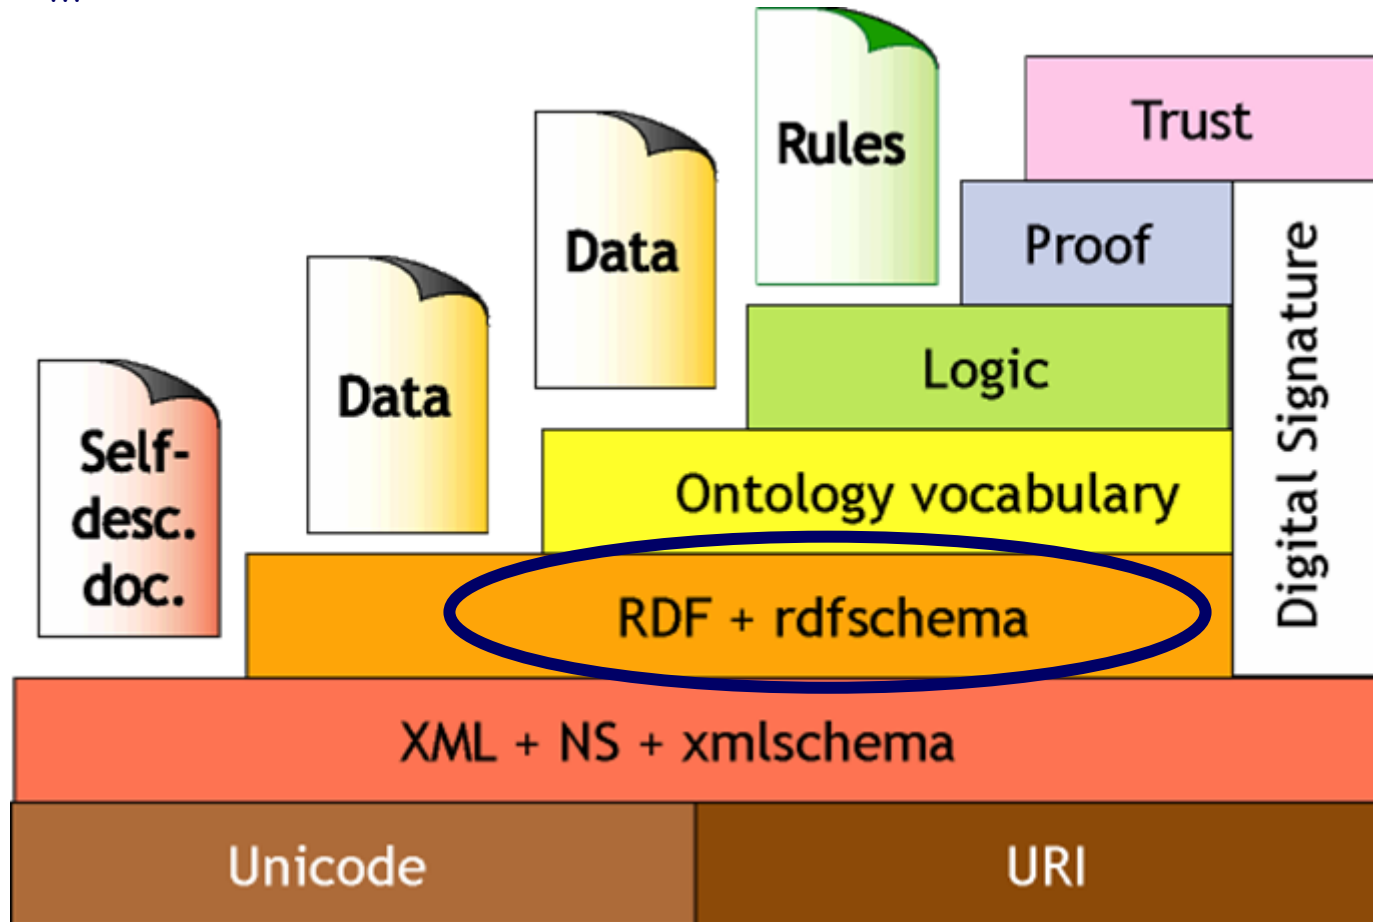 ...
Rules
Trust
Data
Proof
Data
Logic
Self-
desc.
doc.
Ontology vocabulary
Digital Signature
RDF + rdfschema
XML + NS + xmlschema
Unicode
URI